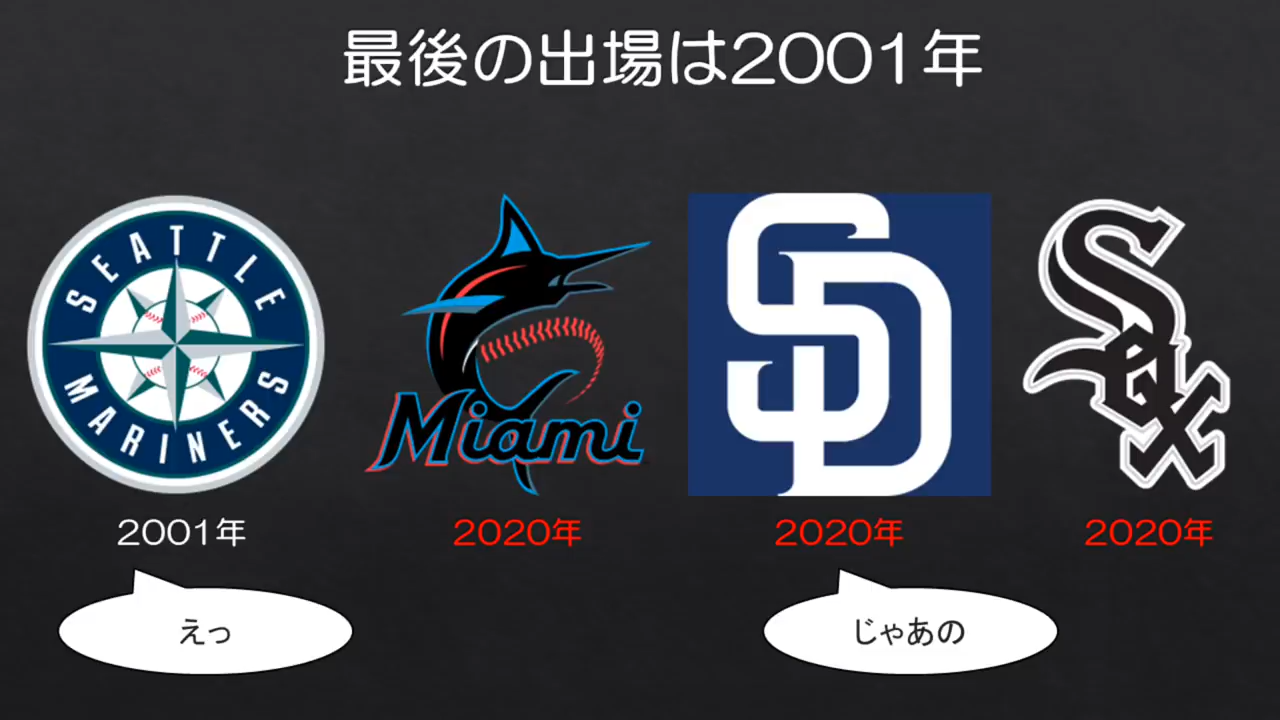 最後の出場は2001年
SEATTLE
MARINERS
Miami
SD
Sox
2001年
2020年
2020年
2020年
えっ
じゃあの